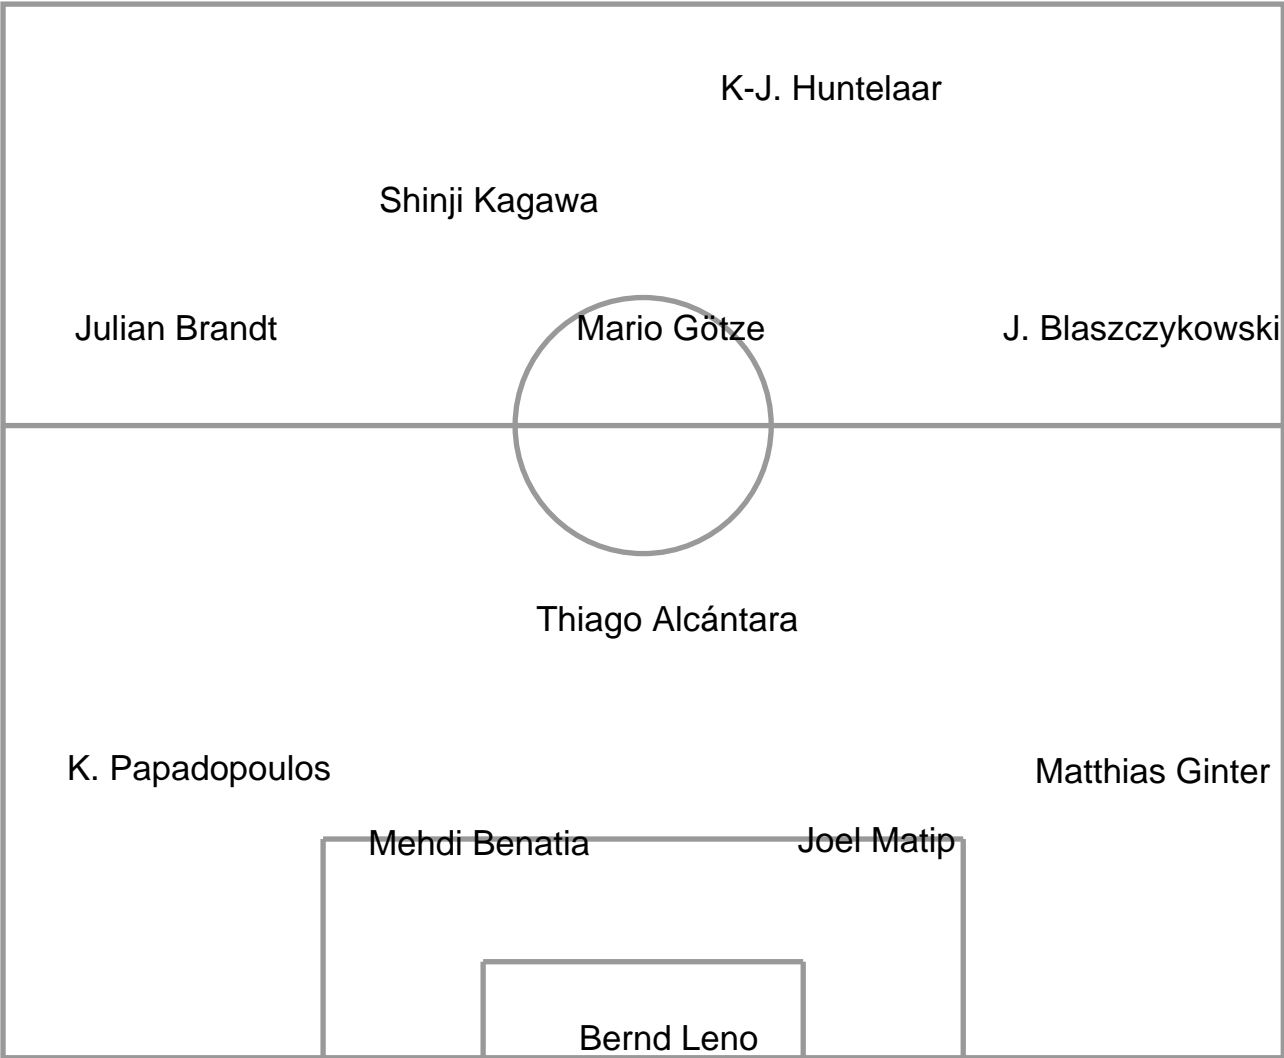 K-J. Huntelaar
Shinji Kagawa
Julian Brandt
Mario Götze
J. Blaszczykowski
Thiago Alcántara
K. Papadopoulos
Matthias Ginter
Mehdi Benatia
Joel Matip
Bernd Leno